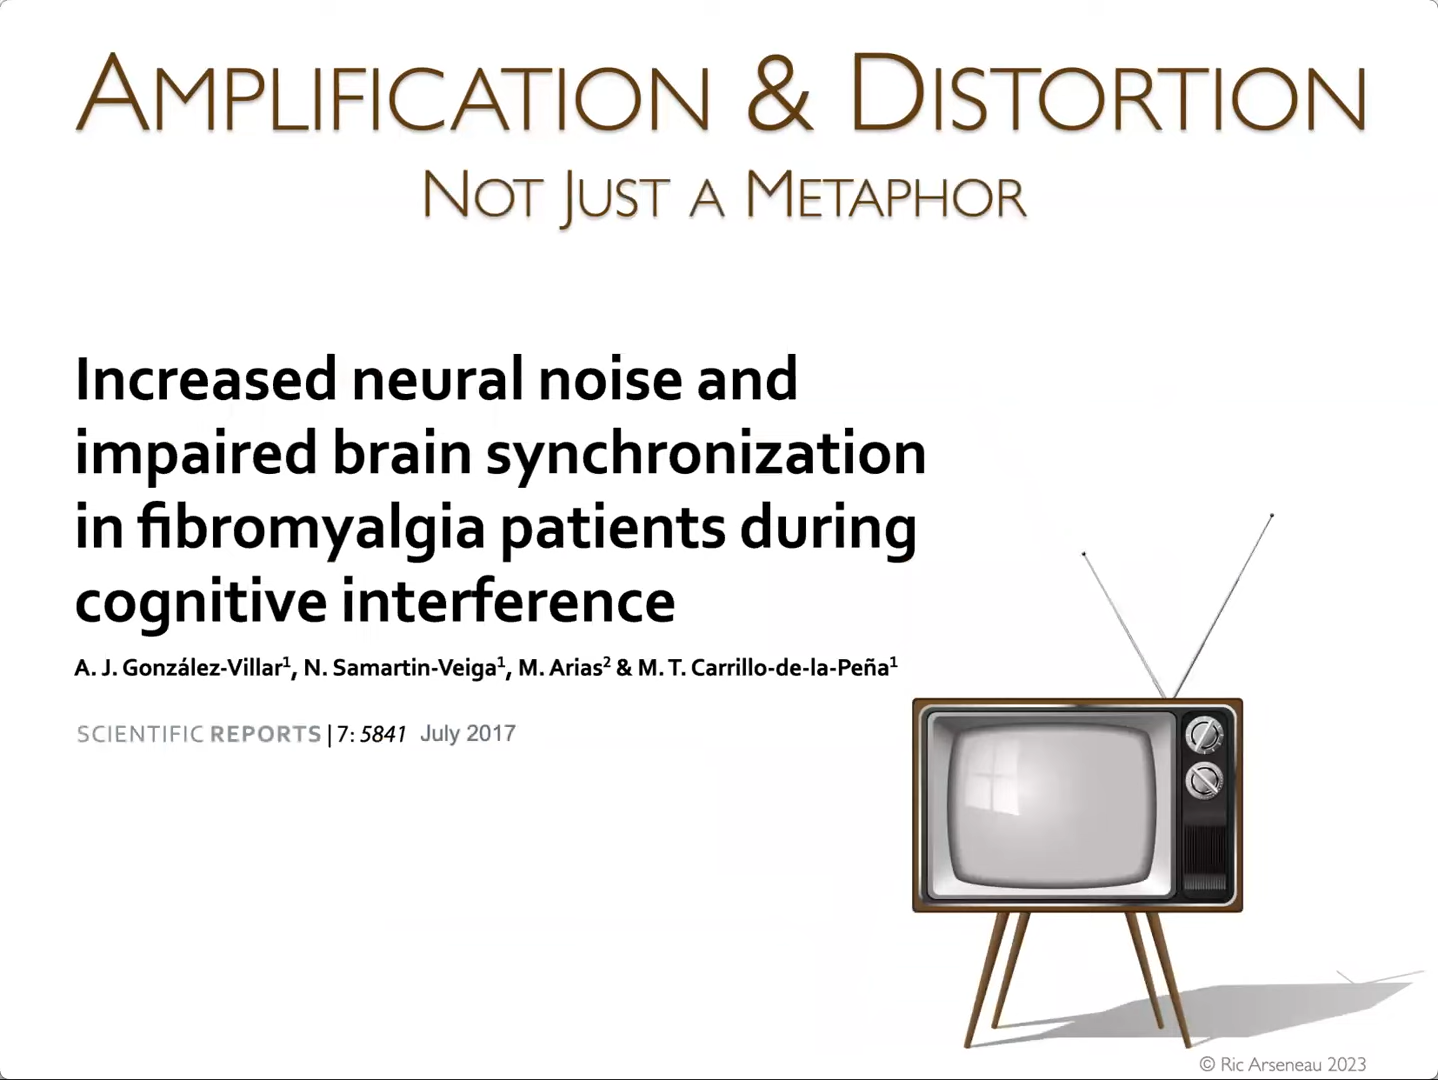 AMPLIFICATION & DISTORTION
NOT JUST A METAPHOR
Increased neural noise and
impaired brain synchronization
in fibromyalgia patients during
cognitive interference
A. J. González-Villar¹, N. Samartin-Veiga¹, M. Arias² & M. T. Carrillo-de-la-Peña¹
SCIENTIFIC REPORTS | 7: 5841 July 2017
© Ric Arseneau 2023